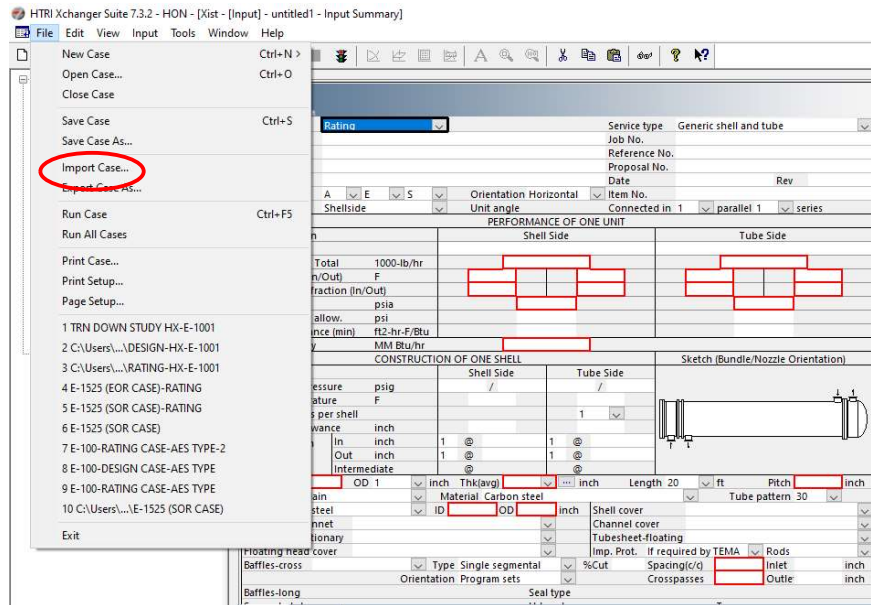 HTRI Xchanger Suite 7.3.2 - HON - [Xist - [Input] - untitled1 - Input Summary]
File Edit View Input Tools Window Help
New Case Ctrl+N >
Open Case... Ctrl+O
Close Case
Save Case Ctrl+S
Save Case As...
Import Case...
Export Case As...
Run Case Ctrl+F5
Run All Cases
Print Case...
Print Setup...
Page Setup...
1 TRN DOWN STUDY HX-E-1001
2 C:\Users\...\DESIGN-HX-E-1001
3 C:\Users\...\RATING-HX-E-1001
4 E-1525 (EOR CASE)-RATING
5 E-1525 (SOR CASE)-RATING
6 E-1525 (SOR CASE)
7 E-100-RATING CASE-AES TYPE-2
8 E-100-DESIGN CASE-AES TYPE
9 E-100-RATING CASE-AES TYPE
10 C:\Users\...\E-1525 (SOR CASE)
Exit
Rating Service type Generic shell and tube
Job No.
Reference No.
Proposal No.
Date Rev
A E S Orientation Horizontal Item No.
Shellside Unit angle Connected in 1 parallel 1 series
PERFORMANCE OF ONE UNIT
n Shell Side Tube Side
Total 1000-lb/hr
n/Out) F
fraction (In/Out)
psia
allow. psi
nce (min) ft2-hr-F/Btu
y MM Btu/hr
CONSTRUCTION OF ONE SHELL Sketch (Bundle/Nozzle Orientation)
Shell Side Tube Side
essure psig / /
ature F
s per shell 1
wance inch
In inch 1 @ 1 @
Out inch 1 @ 1 @
Intermediate @ @
OD 1 inch Thk(avg) ... inch Length 20 ft Pitch inch
ain Material Carbon steel Tube pattern 30
steel ID OD inch Shell cover
nnet Channel cover
tionary Tubesheet-floating
Floating head cover Imp. Prot. If required by TEMA Rods
Baffles-cross Type Single segmental %Cut Spacing(c/c) Inlet inch
Orientation Program sets Crosspasses Outle inch
Baffles-long Seal type